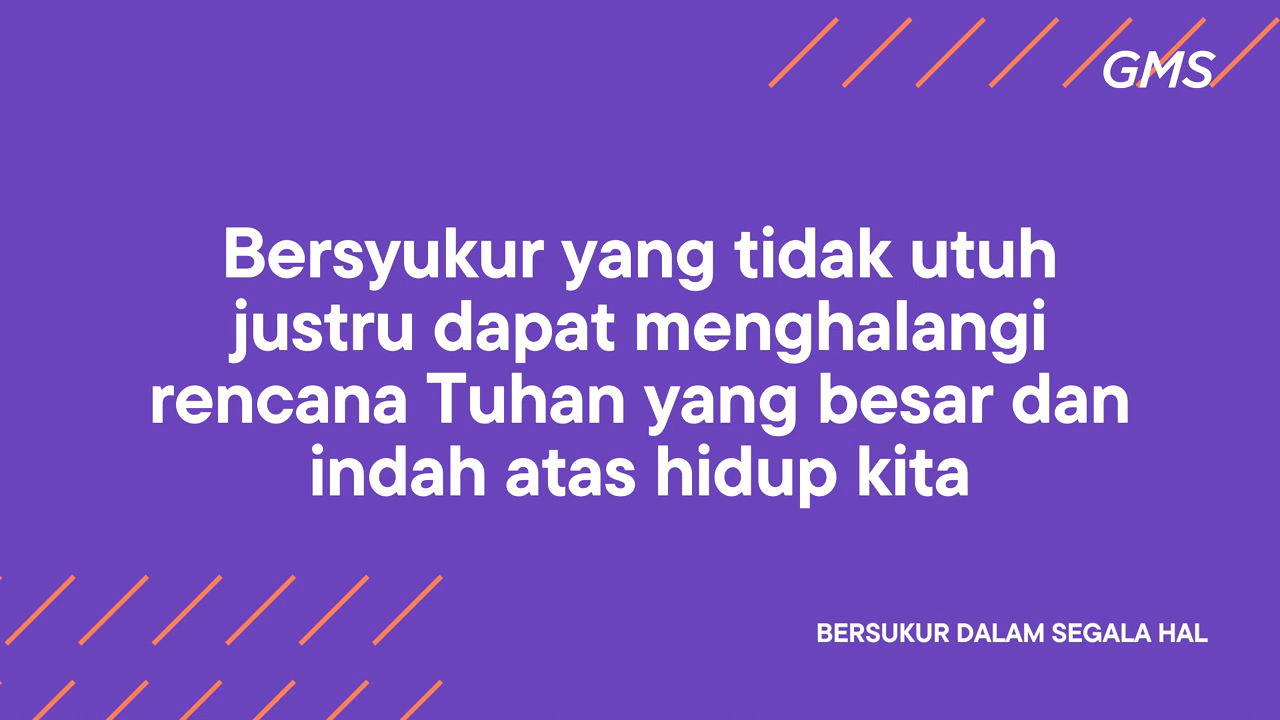 GMS
Bersyukur yang tidak utuh
justru dapat menghalangi
rencana Tuhan yang besar dan
indah atas hidup kita
BERSUKUR DALAM SEGALA HAL